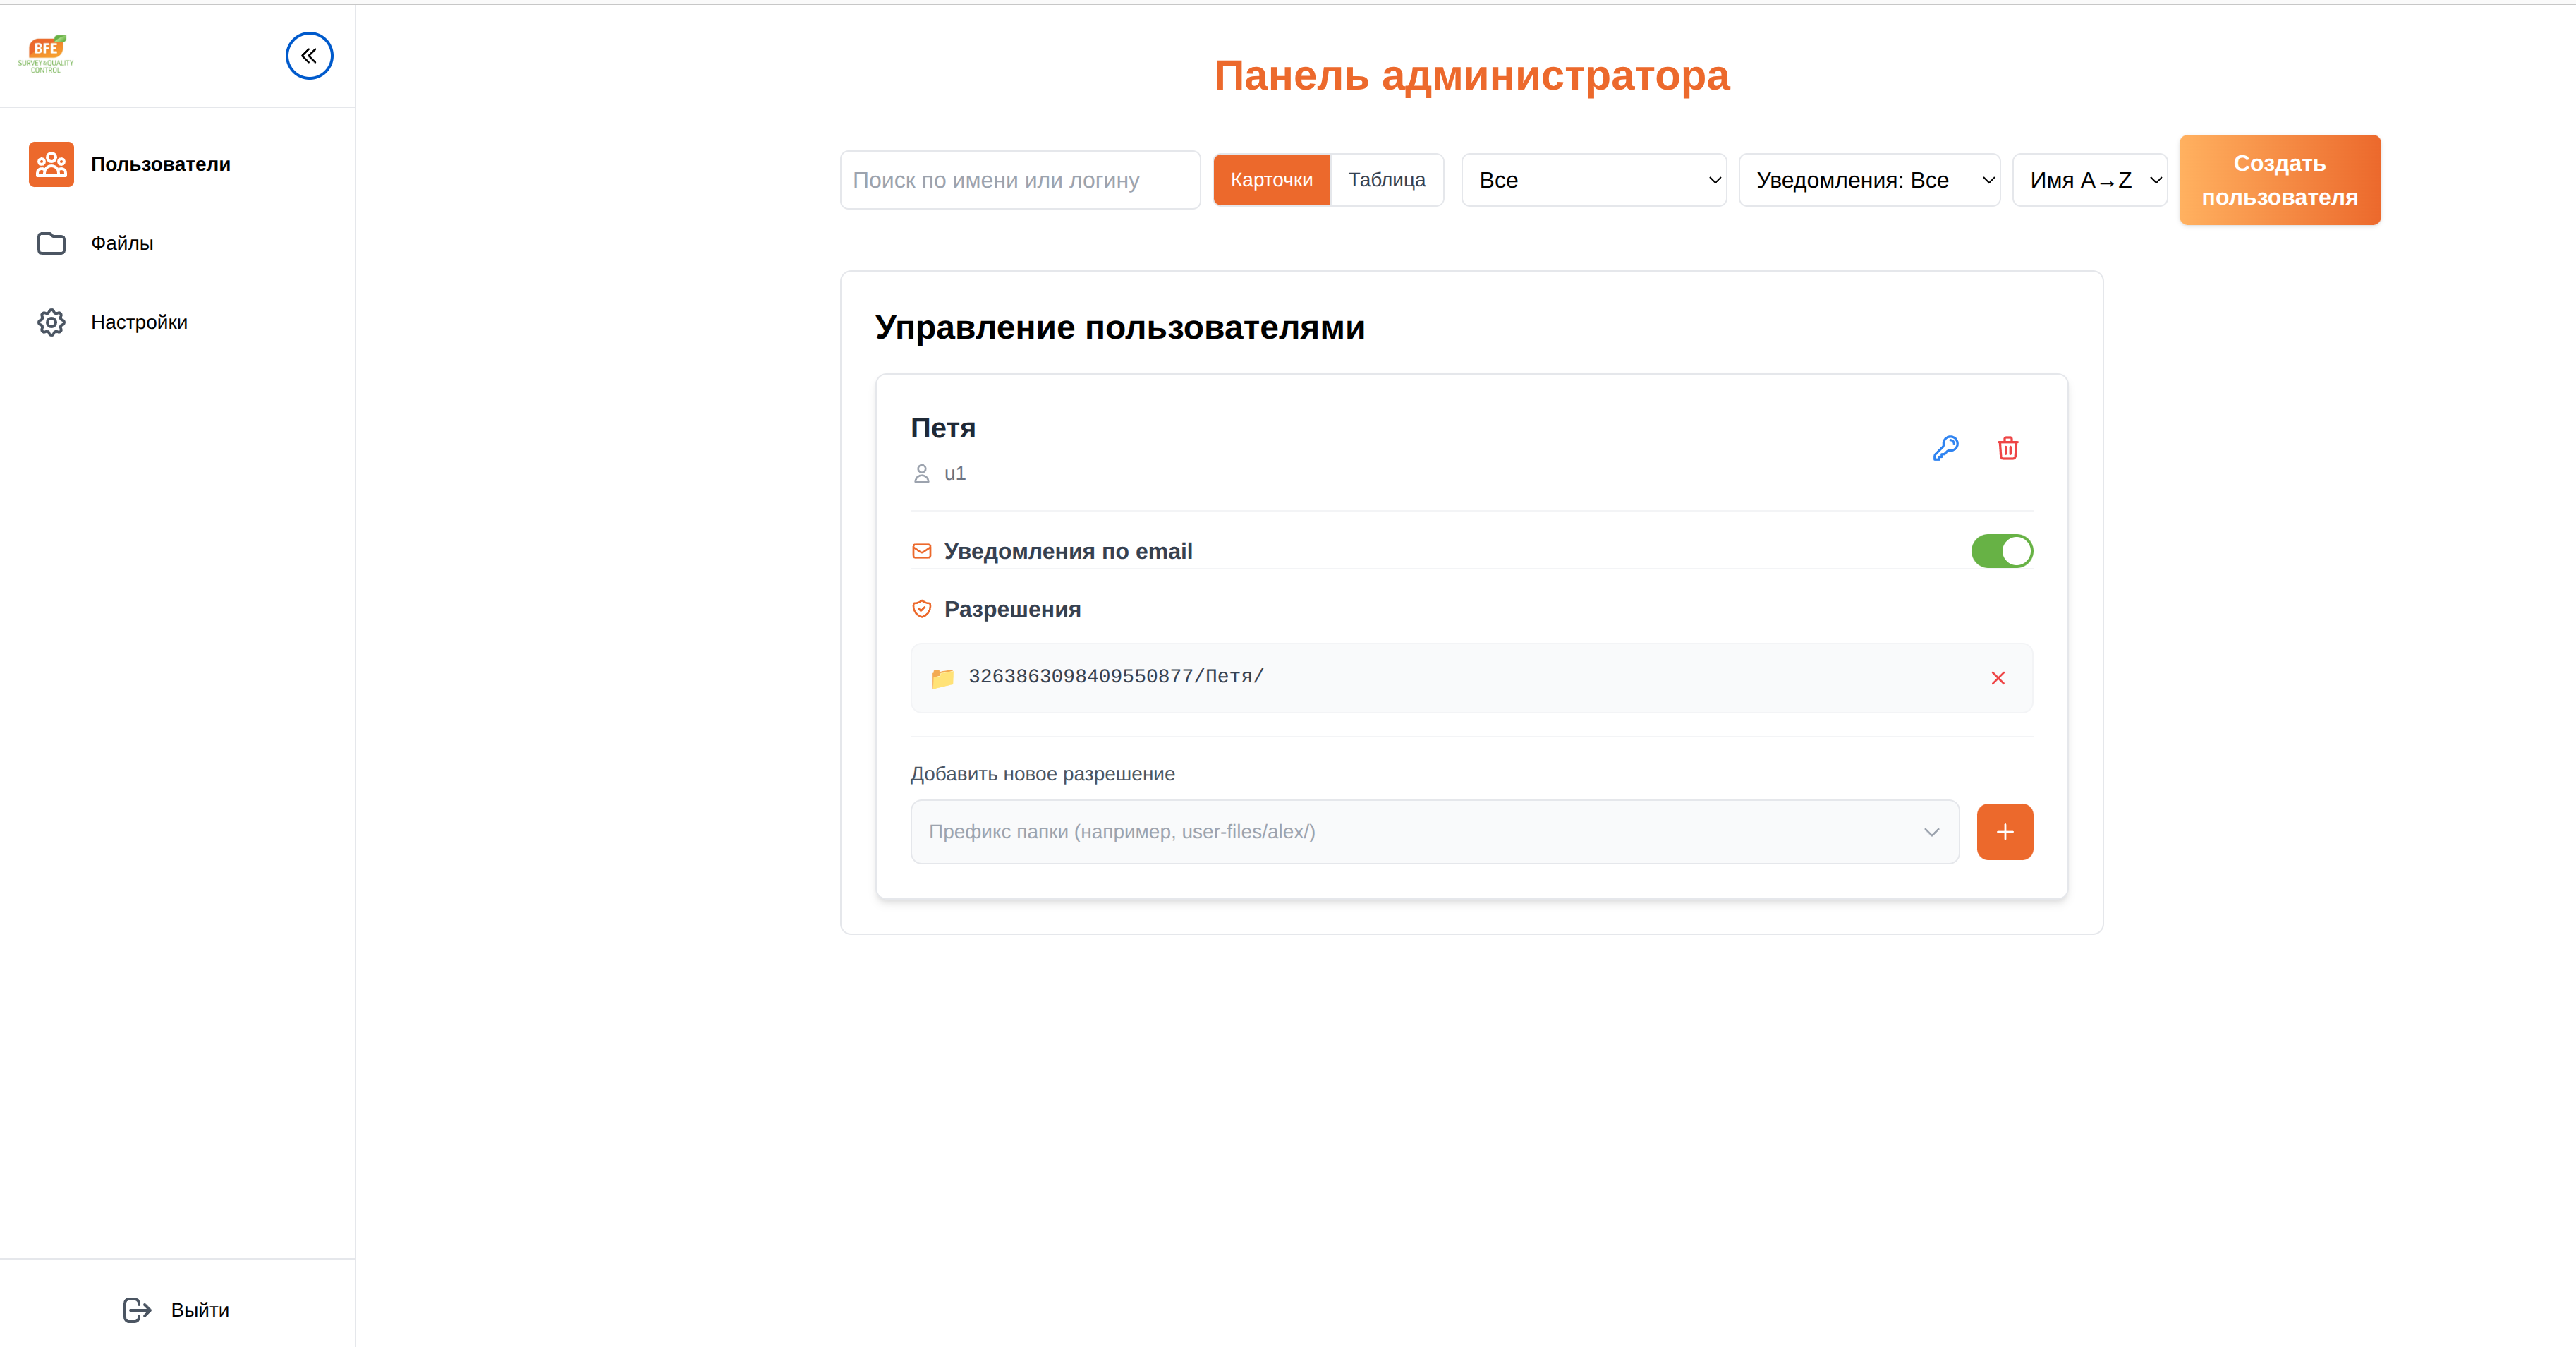 BFE
SURVEY&QUALITY
CONTROL
Пользователи
Файлы
Настройки
Выйти
Панель администратора
Поиск по имени или логину
Карточки
Таблица
Все
Уведомления: Все
Имя A→Z
Создать
пользователя
Управление пользователями
Петя
u1
Уведомления по email
Разрешения
3263863098409550877/Петя/
Добавить новое разрешение
Префикс папки (например, user-files/alex/)